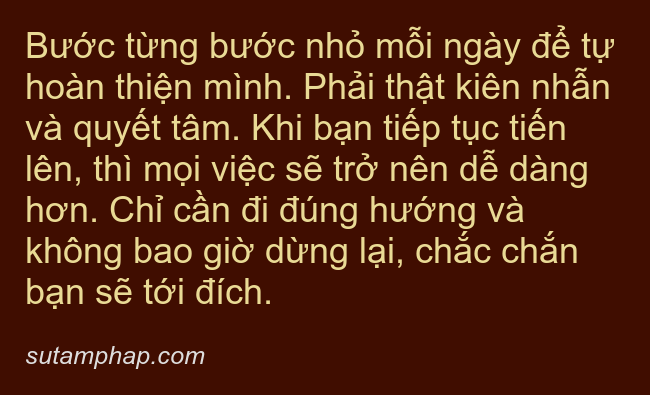 Bước từng bước nhỏ mỗi ngày để tự
hoàn thiện mình. Phải thật kiên nhẫn
và quyết tâm. Khi bạn tiếp tục tiến
lên, thì mọi việc sẽ trở nên dễ dàng
hơn. Chỉ cần đi đúng hướng và
không bao giờ dừng lại, chắc chắn
bạn sẽ tới đích.
sutamphap.com